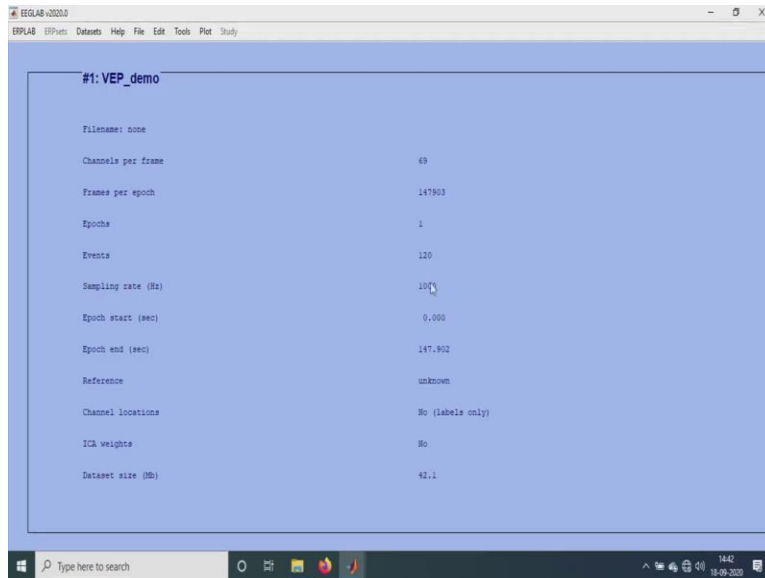 EEGLAB v2020.0
ERPLAB ERPsets Datasets Help File Edit Tools Plot Study
#1: VEP_demo
Filename: none
Channels per frame 69
Frames per epoch 147903
Epochs 1
Events 120
Sampling rate (Hz)
Epoch start (sec) 0.000
Epoch end (sec) 147.902
Reference unknown
Channel locations No (labels only)
ICA weights No
Dataset size (Mb) 42.1
Type here to search
14:42
18-09-2020